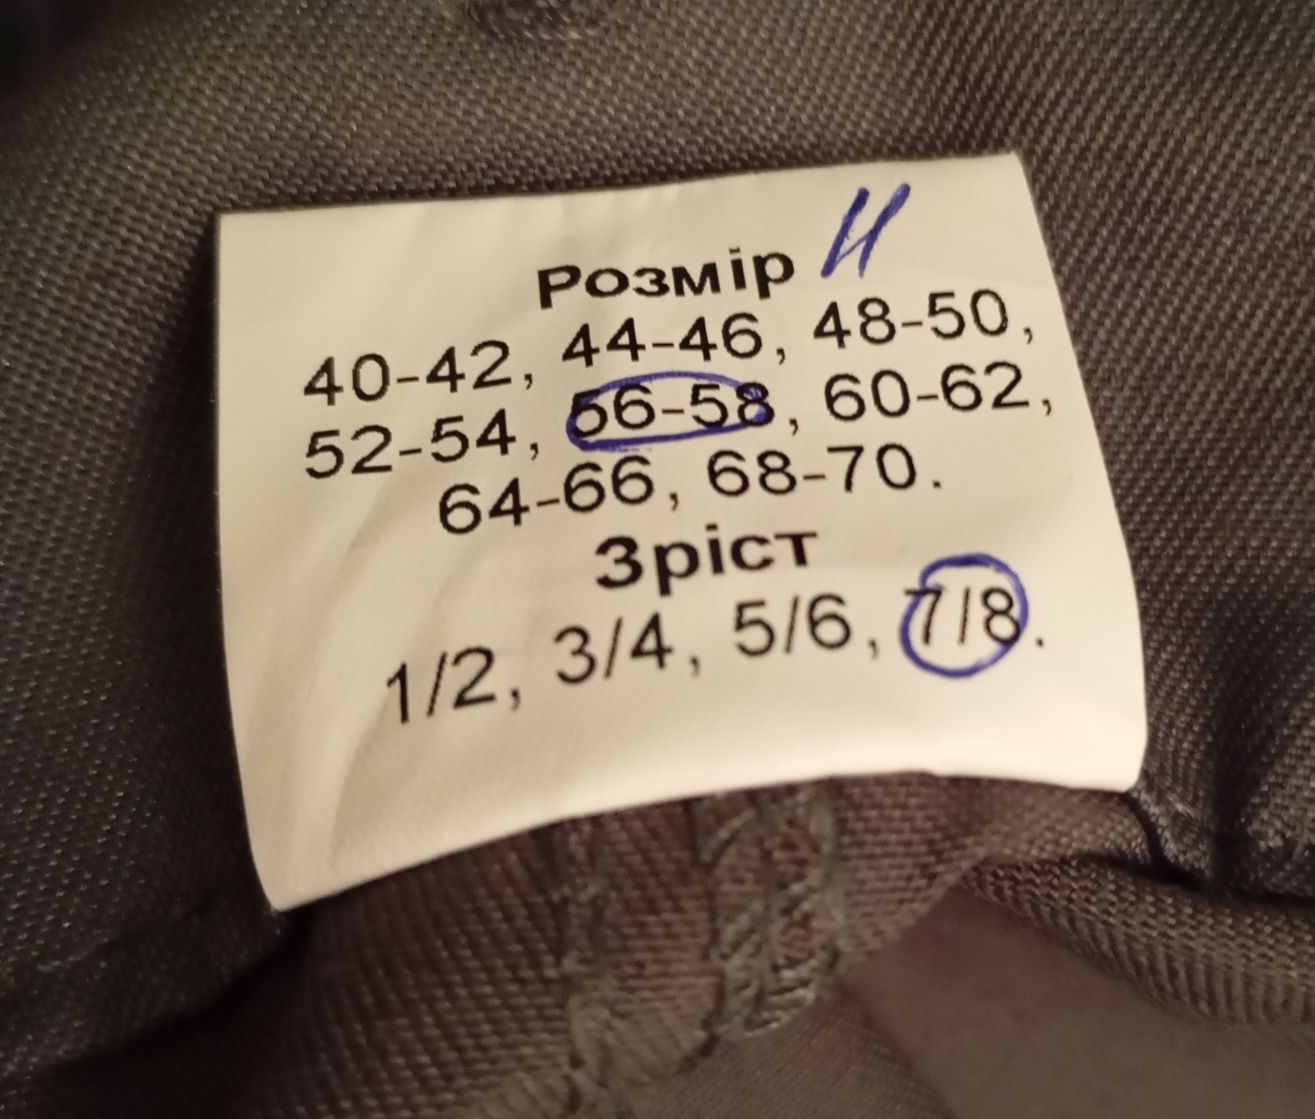 Розмір И
40-42, 44-46, 48-50,
52-54, 56-58, 60-62,
64-66, 68-70.
Зріст
1/2, 3/4, 5/6, 7/8.